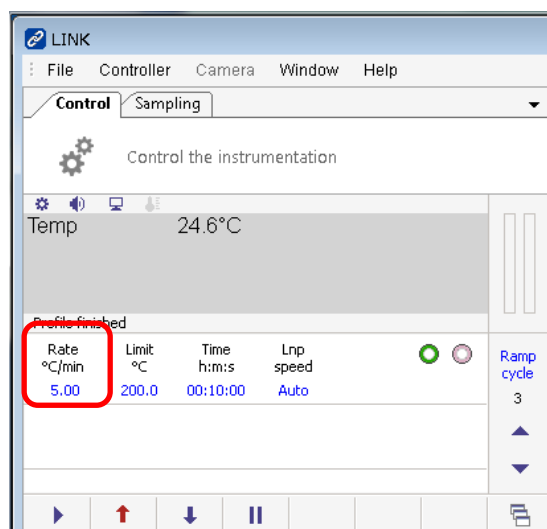 LINK
File Controller Camera Window Help
Control Sampling
Control the instrumentation
Temp 24.6°C
Profile finished
Rate Limit Time Lnp
°C/min °C h:m:s speed
5.00 200.0 00:10:00 Auto
Ramp
cycle
3